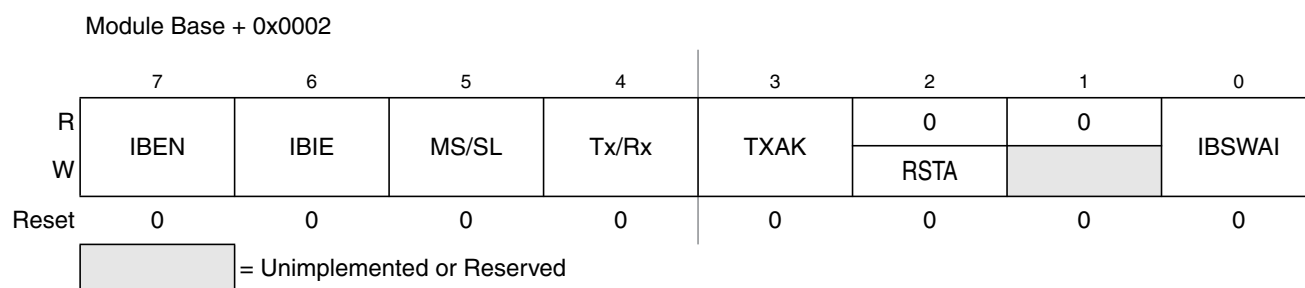 Module Base + 0x0002
7 6 5 4 3 2 1 0
R IBEN IBIE MS/SL Tx/Rx TXAK 0 0 IBSWAI
W RSTA
Reset 0 0 0 0 0 0 0 0
= Unimplemented or Reserved